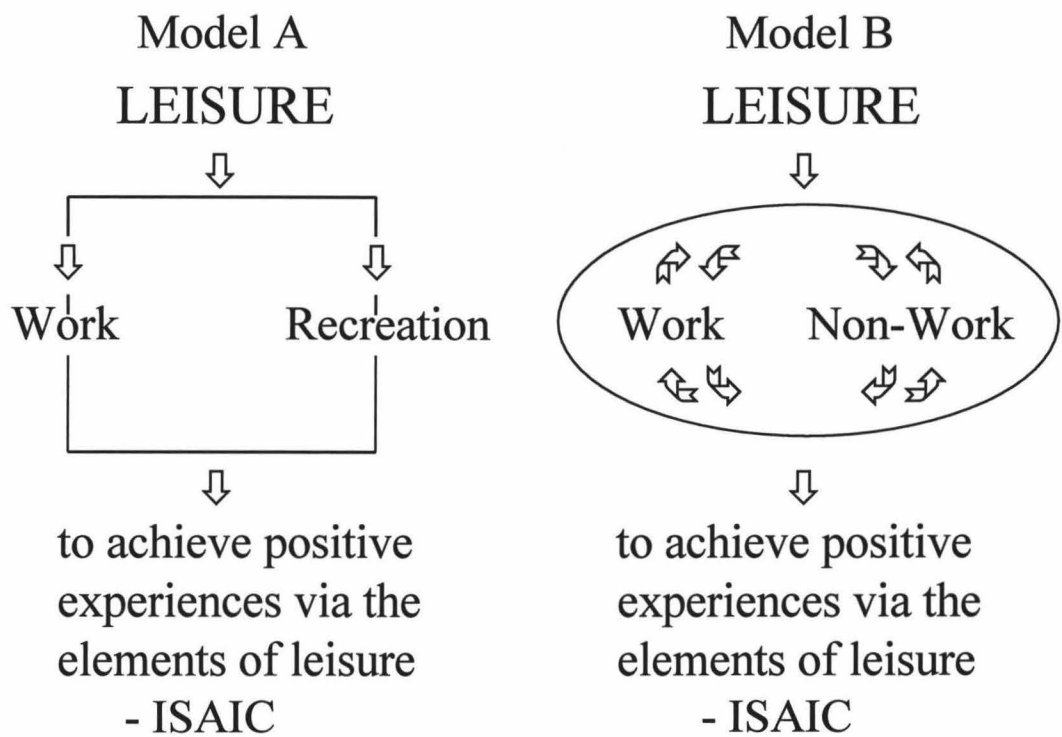 Model A
LEISURE
Work
Recreation
to achieve positive
experiences via the
elements of leisure
- ISAIC
Model B
LEISURE
Work
Non-Work
to achieve positive
experiences via the
elements of leisure
- ISAIC